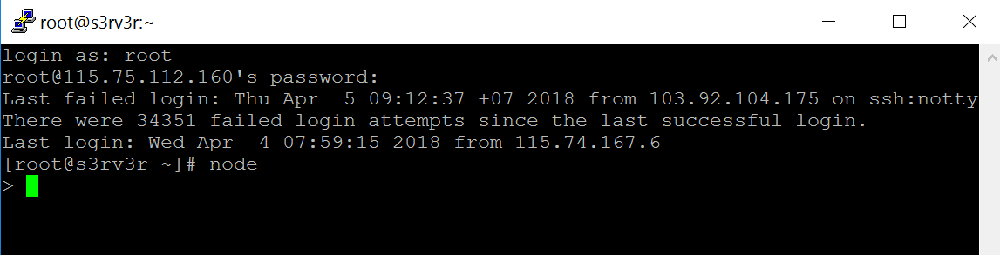 root@s3rv3r:~
login as: root
root@115.75.112.160's password:
Last failed login: Thu Apr  5 09:12:37 +07 2018 from 103.92.104.175 on ssh:notty
There were 34351 failed login attempts since the last successful login.
Last login: Wed Apr  4 07:59:15 2018 from 115.74.167.6
[root@s3rv3r ~]# node
>